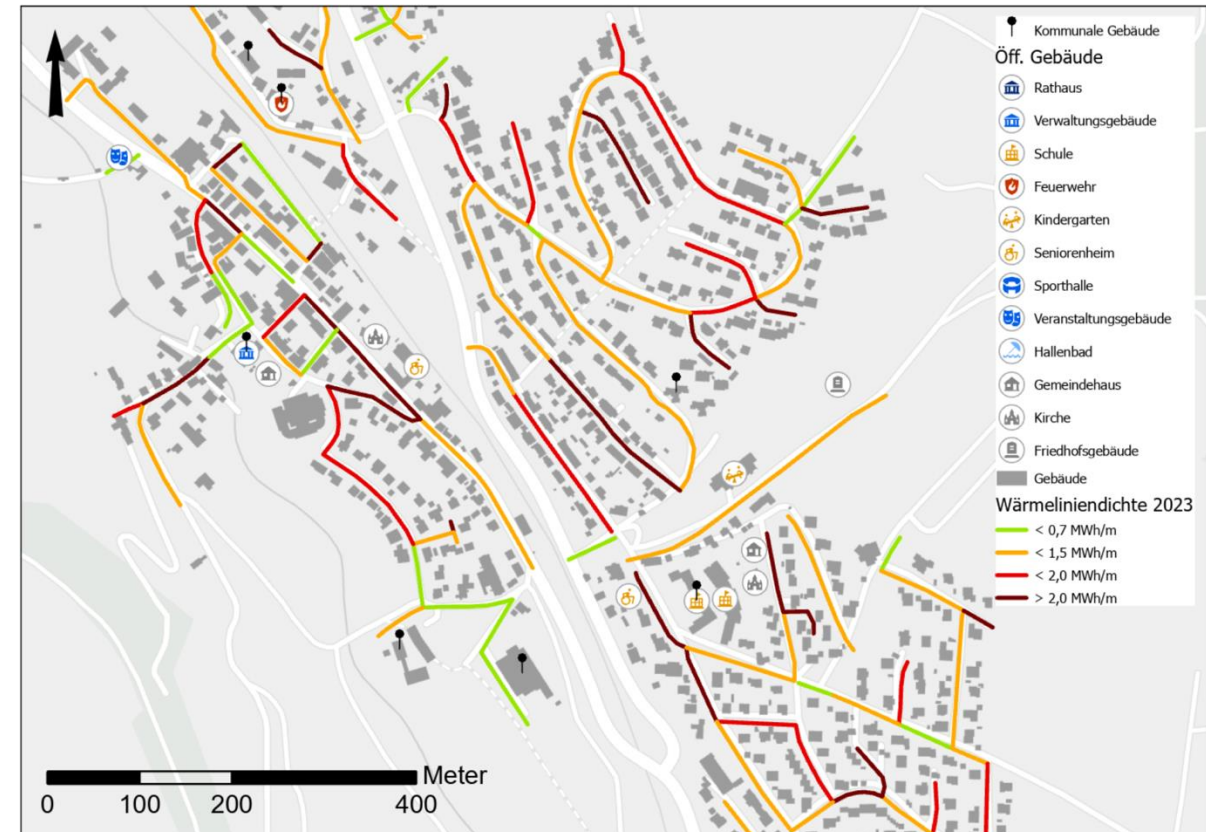 Kommunale Gebäude
Öff. Gebäude
Rathaus
Verwaltungsgebäude
Schule
Feuerwehr
Kindergarten
Seniorenheim
Sporthalle
Veranstaltungsgebäude
Hallenbad
Gemeindehaus
Kirche
Friedhofsgebäude
Gebäude
Wärmeliniendichte 2023
< 0,7 MWh/m
< 1,5 MWh/m
< 2,0 MWh/m
> 2,0 MWh/m
Meter
0 100 200 400